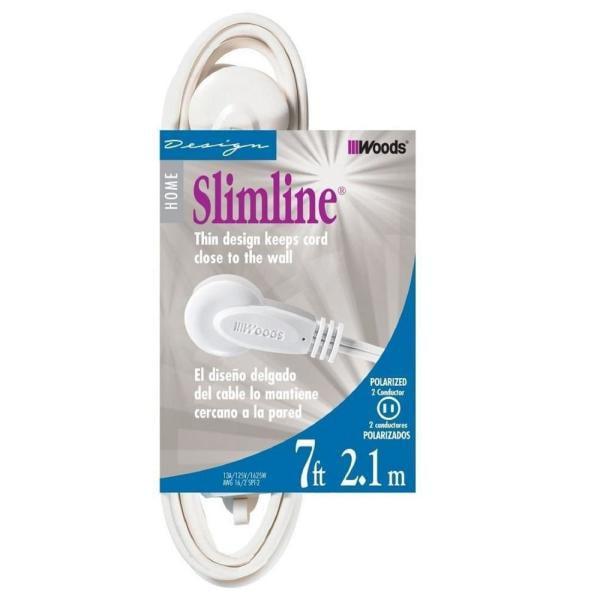 Design
Woods®
HOME
Slimline®
Thin design keeps cord
close to the wall
Woods
El diseño delgado
del cable lo mantiene
cercano a la pared
POLARIZED
2 Conductor
2 conductores
POLARIZADOS
13A/125V/1625W
AWG 16/2 SPT-2
7ft 2.1m